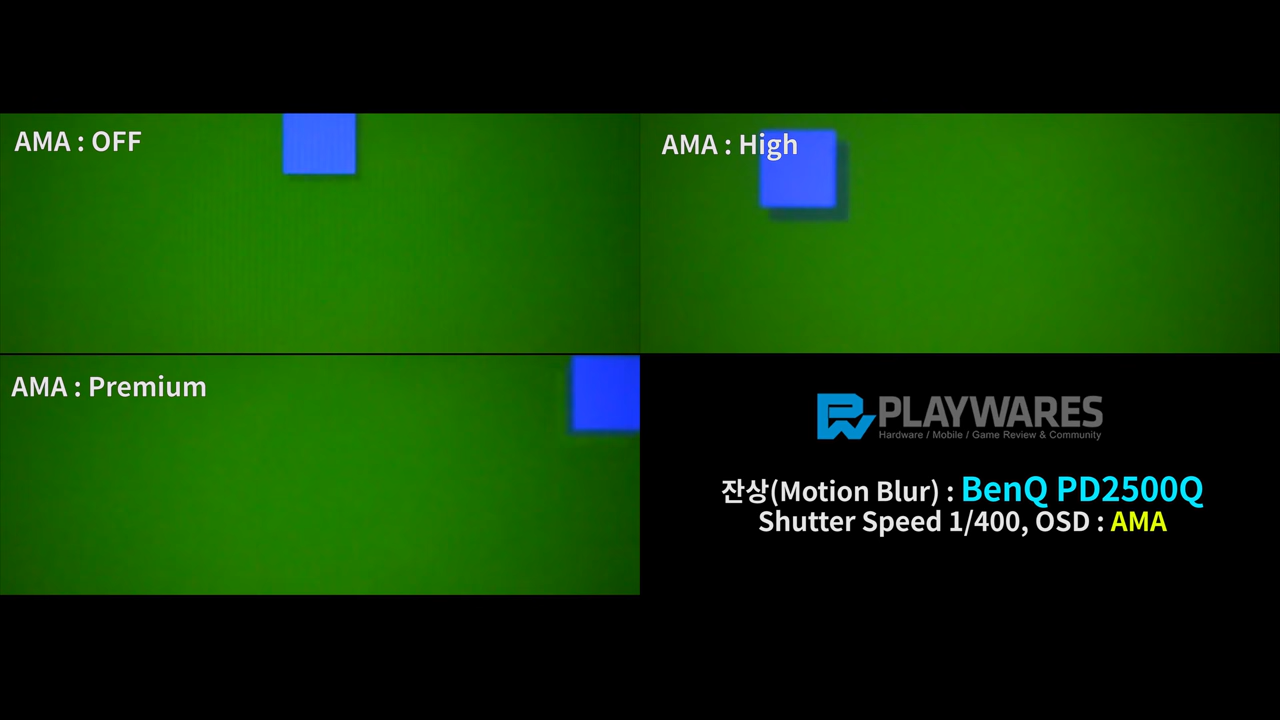 AMA : OFF
AMA : High
AMA : Premium
PLAYWARES
Hardware / Mobile / Game Review & Community
잔상(Motion Blur) : BenQ PD2500Q
Shutter Speed 1/400, OSD : AMA